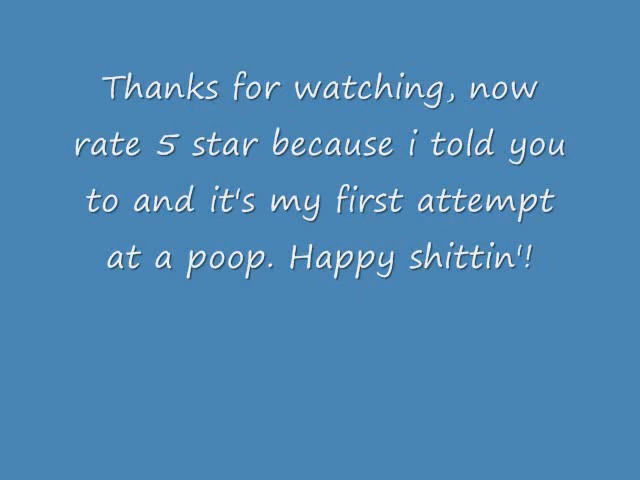 Thanks for watching, now
rate 5 star because i told you
to and it's my first attempt
at a poop. Happy shittin'!